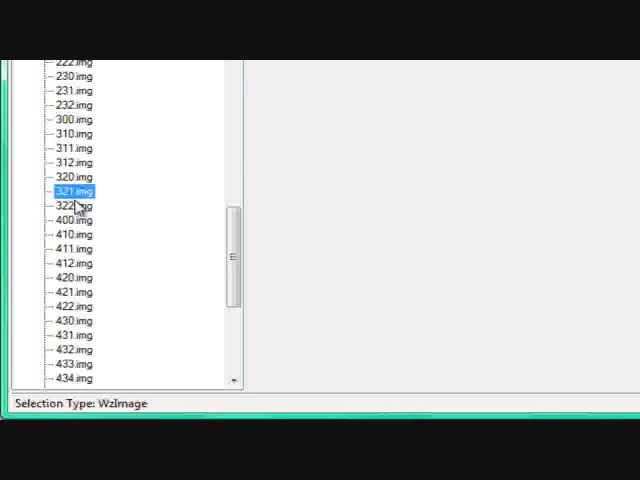 222.img
230.img
231.img
232.img
300.img
310.img
311.img
312.img
320.img
321.img
322.img
400.img
410.img
411.img
412.img
420.img
421.img
422.img
430.img
431.img
432.img
433.img
434.img
Selection Type: WzImage